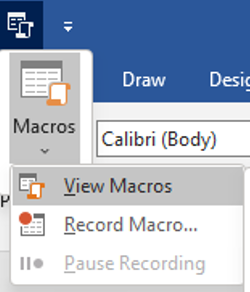 Draw
Desig
Macros
Calibri (Body)
View Macros
Record Macro...
Pause Recording